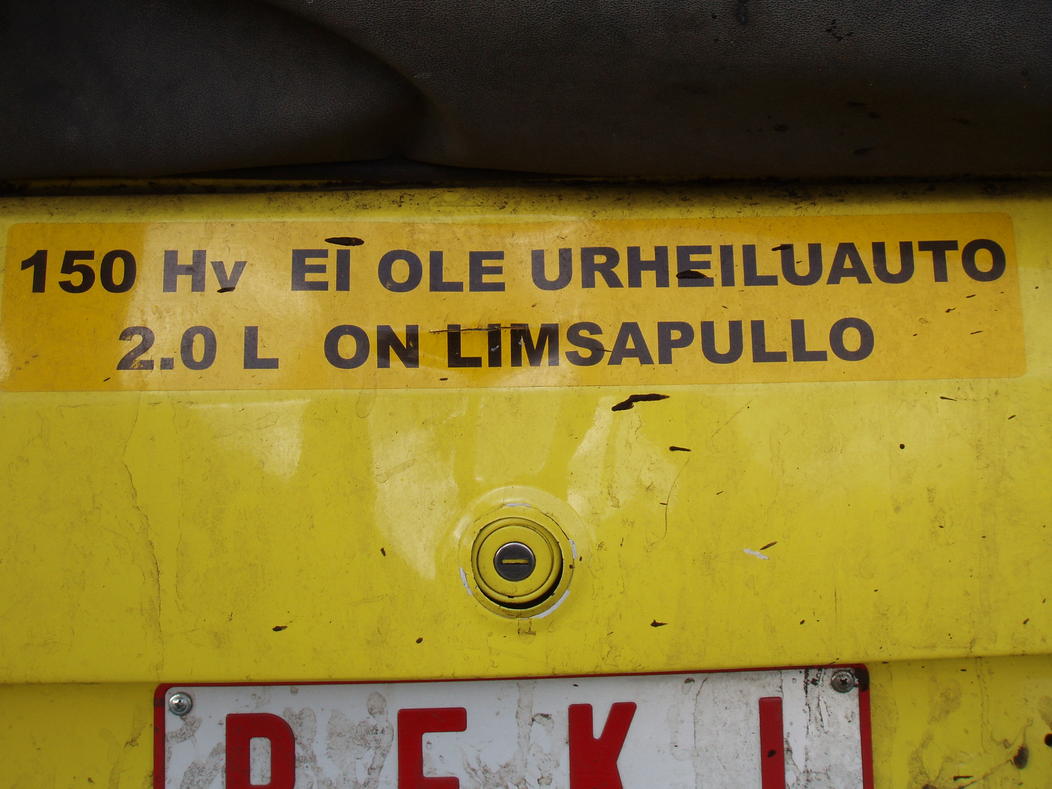 150 Hv EI OLE URHEILUAUTO
2.0 L ON LIMSAPULLO